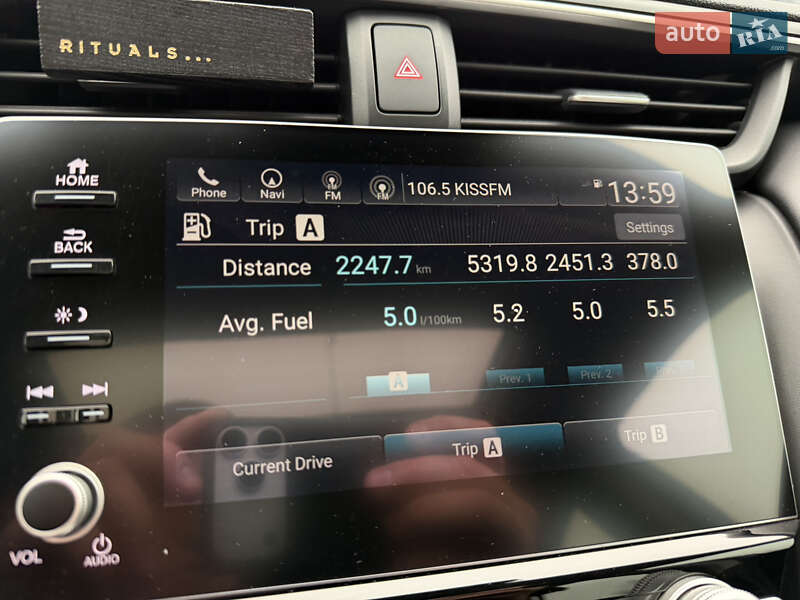 RITUALS...
auto RIA .com
HOME
Phone Navi FM FM 106.5 KISSFM 13:59
BACK
Trip A Settings
Distance 2247.7 km 5319.8 2451.3 378.0
Avg. Fuel 5.0 l/100km 5.2 5.0 5.5
A Prev. 1 Prev. 2 Prev.
Current Drive Trip A Trip B
VOL AUDIO